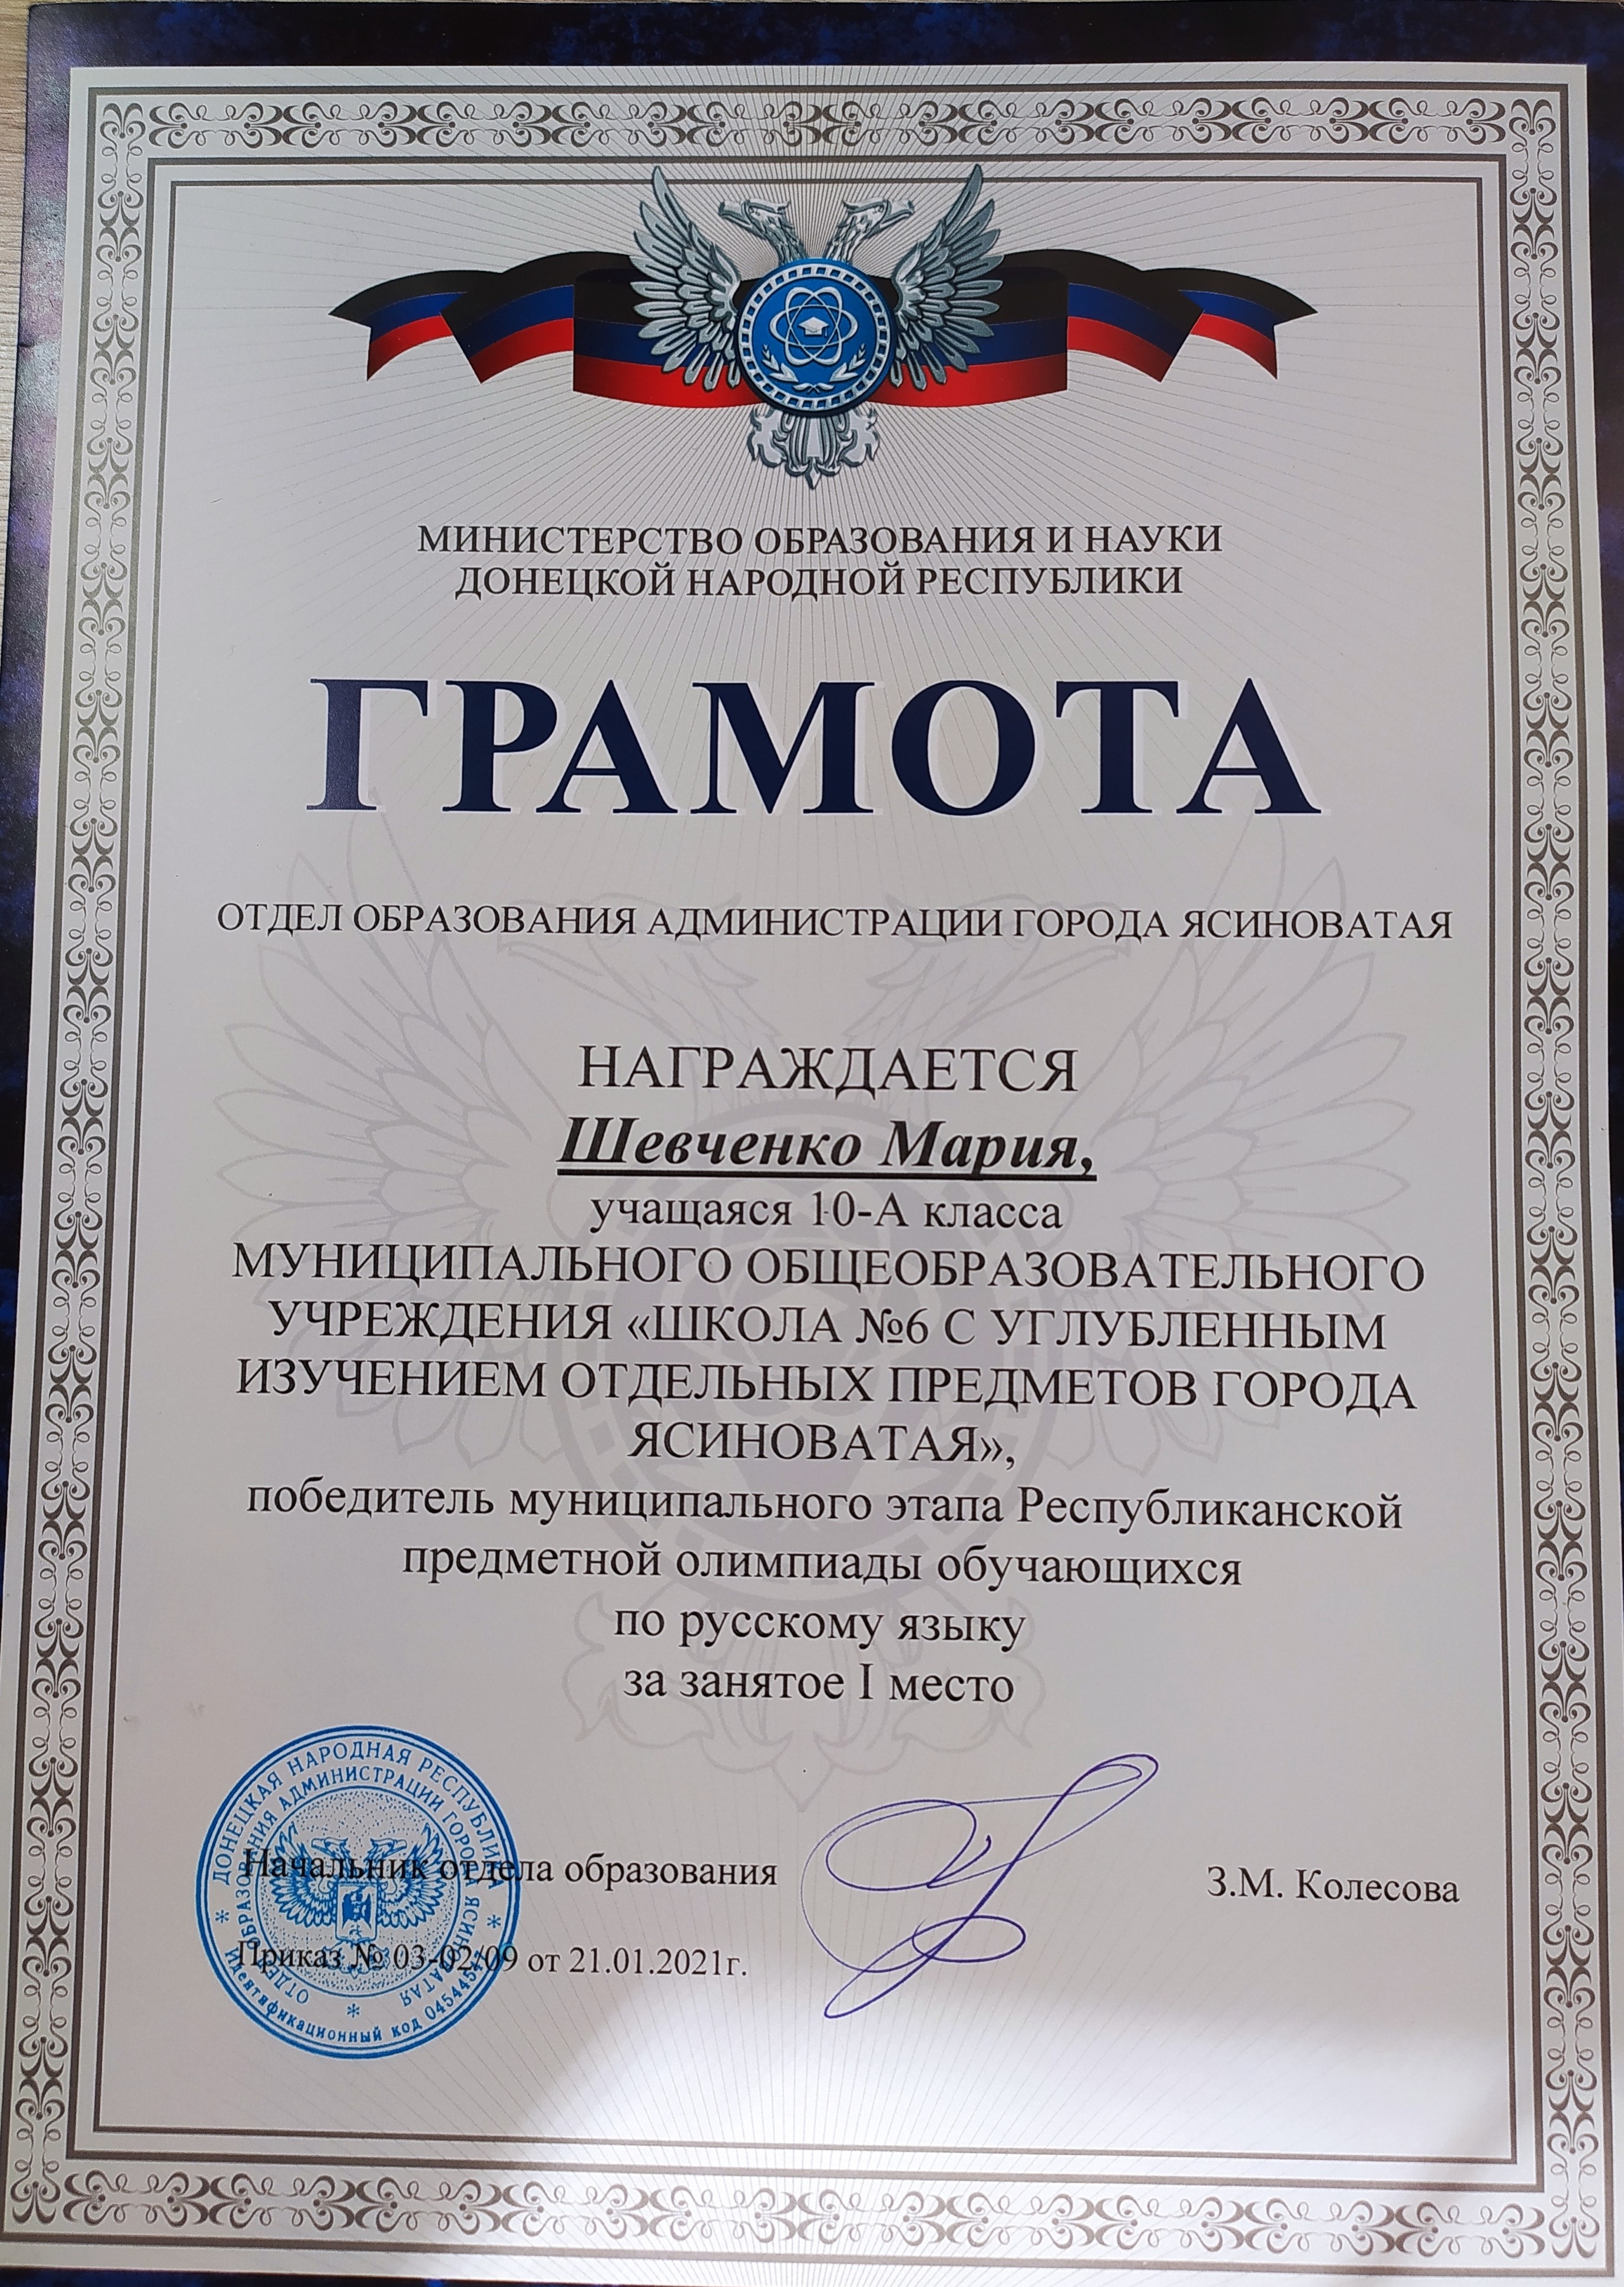 МИНИСТЕРСТВО ОБРАЗОВАНИЯ И НАУКИ
ДОНЕЦКОЙ НАРОДНОЙ РЕСПУБЛИКИ
ГРАМОТА
ОТДЕЛ ОБРАЗОВАНИЯ АДМИНИСТРАЦИИ ГОРОДА ЯСИНОВАТАЯ
НАГРАЖДАЕТСЯ
Шевченко Мария,
учащаяся 10-А класса
МУНИЦИПАЛЬНОГО ОБЩЕОБРАЗОВАТЕЛЬНОГО
УЧРЕЖДЕНИЯ «ШКОЛА №6 С УГЛУБЛЕННЫМ
ИЗУЧЕНИЕМ ОТДЕЛЬНЫХ ПРЕДМЕТОВ ГОРОДА
ЯСИНОВАТАЯ»,
победитель муниципального этапа Республиканской
предметной олимпиады обучающихся
по русскому языку
за занятое I место
Начальник отдела образования
З.М. Колесова
Приказ № 03-02/09 от 21.01.2021г.
ДОНЕЦКАЯ НАРОДНАЯ РЕСПУБЛИКА
ОТДЕЛ ОБРАЗОВАНИЯ АДМИНИСТРАЦИИ ГОРОДА ЯСИНОВАТАЯ
Идентификационный код